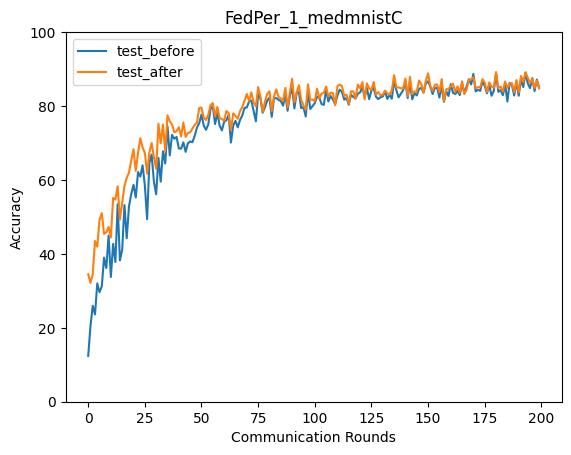 FedPer_1_medmnistC
test_before
test_after
Accuracy
100
80
60
40
20
0
0 25 50 75 100 125 150 175 200
Communication Rounds